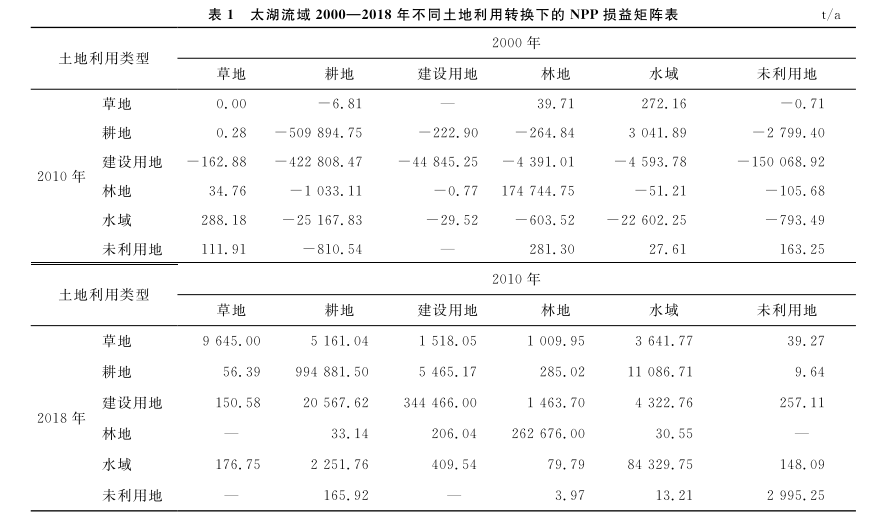 表 1 太湖流域 2000—2018 年不同土地利用转换下的 NPP 损益矩阵表 t/a
土地利用类型 2000 年
草地 耕地 建设用地 林地 水域 未利用地
2010 年
草地 0.00 －6.81 — 39.71 272.16 －0.71
耕地 0.28 －509 894.75 －222.90 －264.84 3 041.89 －2 799.40
建设用地 －162.88 －422 808.47 －44 845.25 －4 391.01 －4 593.78 －150 068.92
林地 34.76 －1 033.11 －0.77 174 744.75 －51.21 －105.68
水域 288.18 －25 167.83 －29.52 －603.52 －22 602.25 －793.49
未利用地 111.91 －810.54 — 281.30 27.61 163.25
土地利用类型 2010 年
草地 耕地 建设用地 林地 水域 未利用地
2018 年
草地 9 645.00 5 161.04 1 518.05 1 009.95 3 641.77 39.27
耕地 56.39 994 881.50 5 465.17 285.02 11 086.71 9.64
建设用地 150.58 20 567.62 344 466.00 1 463.70 4 322.76 257.11
林地 — 33.14 206.04 262 676.00 30.55 —
水域 176.75 2 251.76 409.54 79.79 84 329.75 148.09
未利用地 — 165.92 — 3.97 13.21 2 995.25